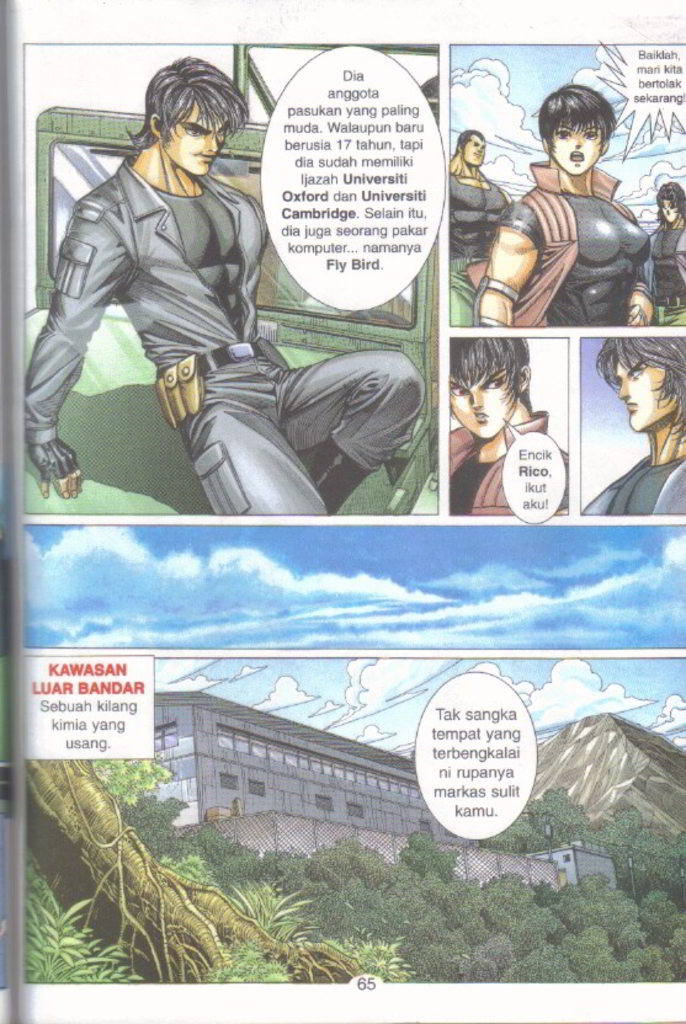 Dia
anggota
pasukan yang paling
muda. Walaupun baru
berusia 17 tahun, tapi
dia sudah memiliki
Ijazah Universiti
Oxford dan Universiti
Cambridge. Selain itu,
dia juga seorang pakar
komputer... namanya
Fly Bird.
Baiklah,
mari kita
bertolak
sekarang!
Encik
Rico,
ikut
aku!
KAWASAN
LUAR BANDAR
Sebuah kilang
kimia yang
usang.
Tak sangka
tempat yang
terbengkalai
ni rupanya
markas sulit
kamu.
65